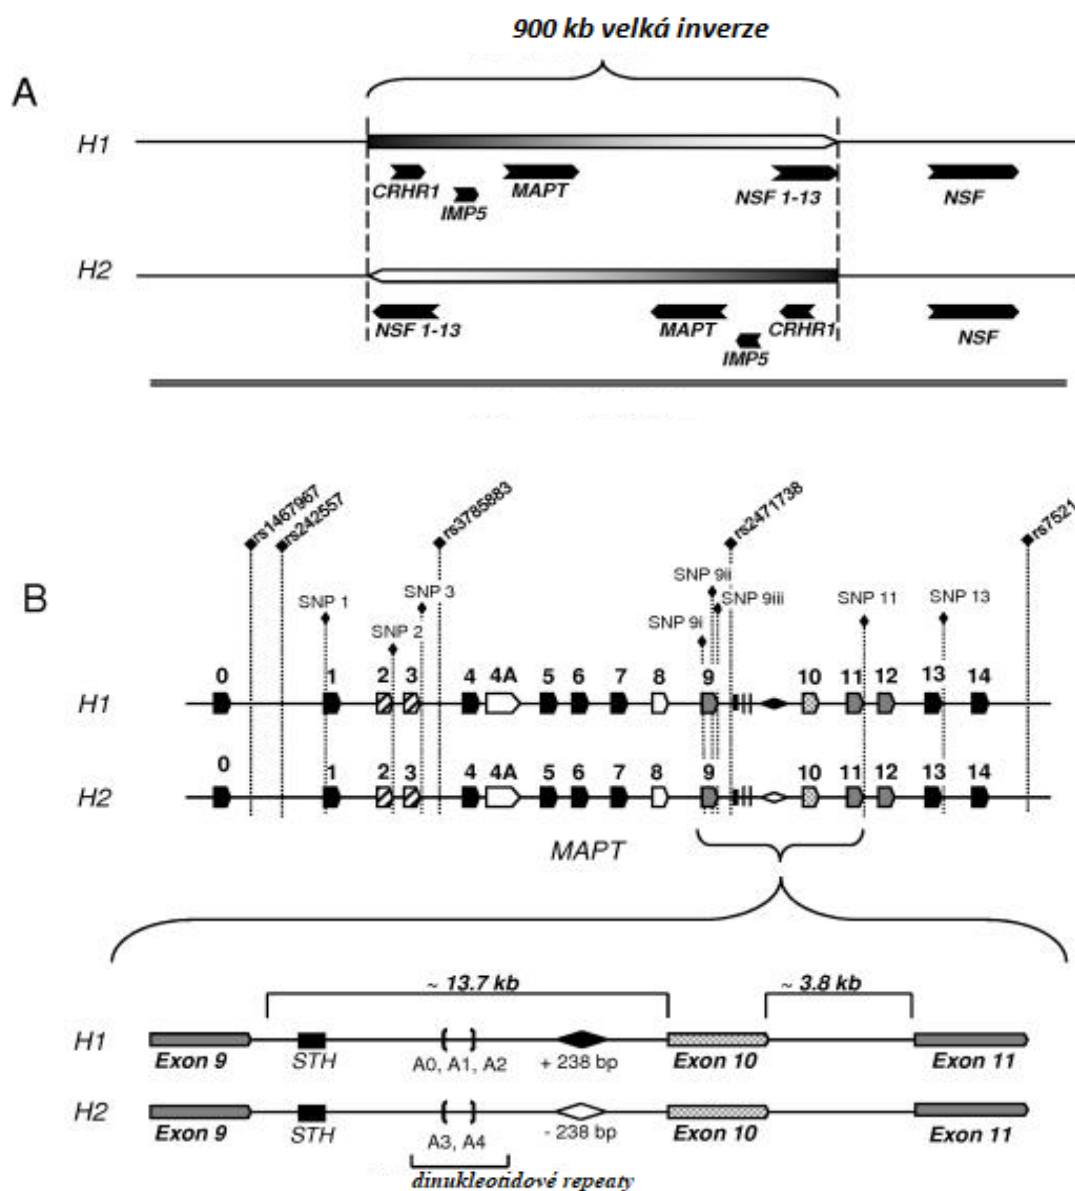 900 kb velká inverze
A
H1
CRHR1
IMP5
MAPT
NSF 1-13
NSF
H2
NSF 1-13
MAPT
IMP5
CRHR1
NSF
B
rs1467967
rs242557
rs3785883
rs2471738
rs7521
SNP 1
SNP 2
SNP 3
SNP 9i
SNP 9ii
SNP 9iii
SNP 11
SNP 13
0 1 2 3 4 4A 5 6 7 8 9 10 11 12 13 14
H1
0 1 2 3 4 4A 5 6 7 8 9 10 11 12 13 14
H2
MAPT
~ 13.7 kb ~ 3.8 kb
H1
Exon 9 STH A0, A1, A2 + 238 bp Exon 10 Exon 11
H2
Exon 9 STH A3, A4 - 238 bp Exon 10 Exon 11
dinukleotidové repeaty